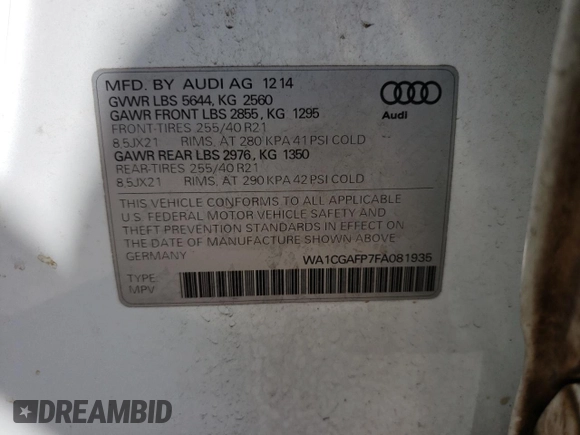 MFD. BY AUDI AG 12 14
GVWR LBS 5644, KG 2560
GAWR FRONT LBS 2855, KG 1295
FRONT-TIRES 255/40 R21
8.5JX21 RIMS, AT 280 KPA 41 PSI COLD
GAWR REAR LBS 2976, KG 1350
REAR-TIRES 255/40 R21
8.5JX21 RIMS, AT 290 KPA 42 PSI COLD
Audi
THIS VEHICLE CONFORMS TO ALL APPLICABLE
U.S. FEDERAL MOTOR VEHICLE SAFETY AND
THEFT PREVENTION STANDARDS IN EFFECT ON
THE DATE OF MANUFACTURE SHOWN ABOVE.
GERMANY WA1CGAFP7FA081935
TYPE:
MPV
DREAMBID